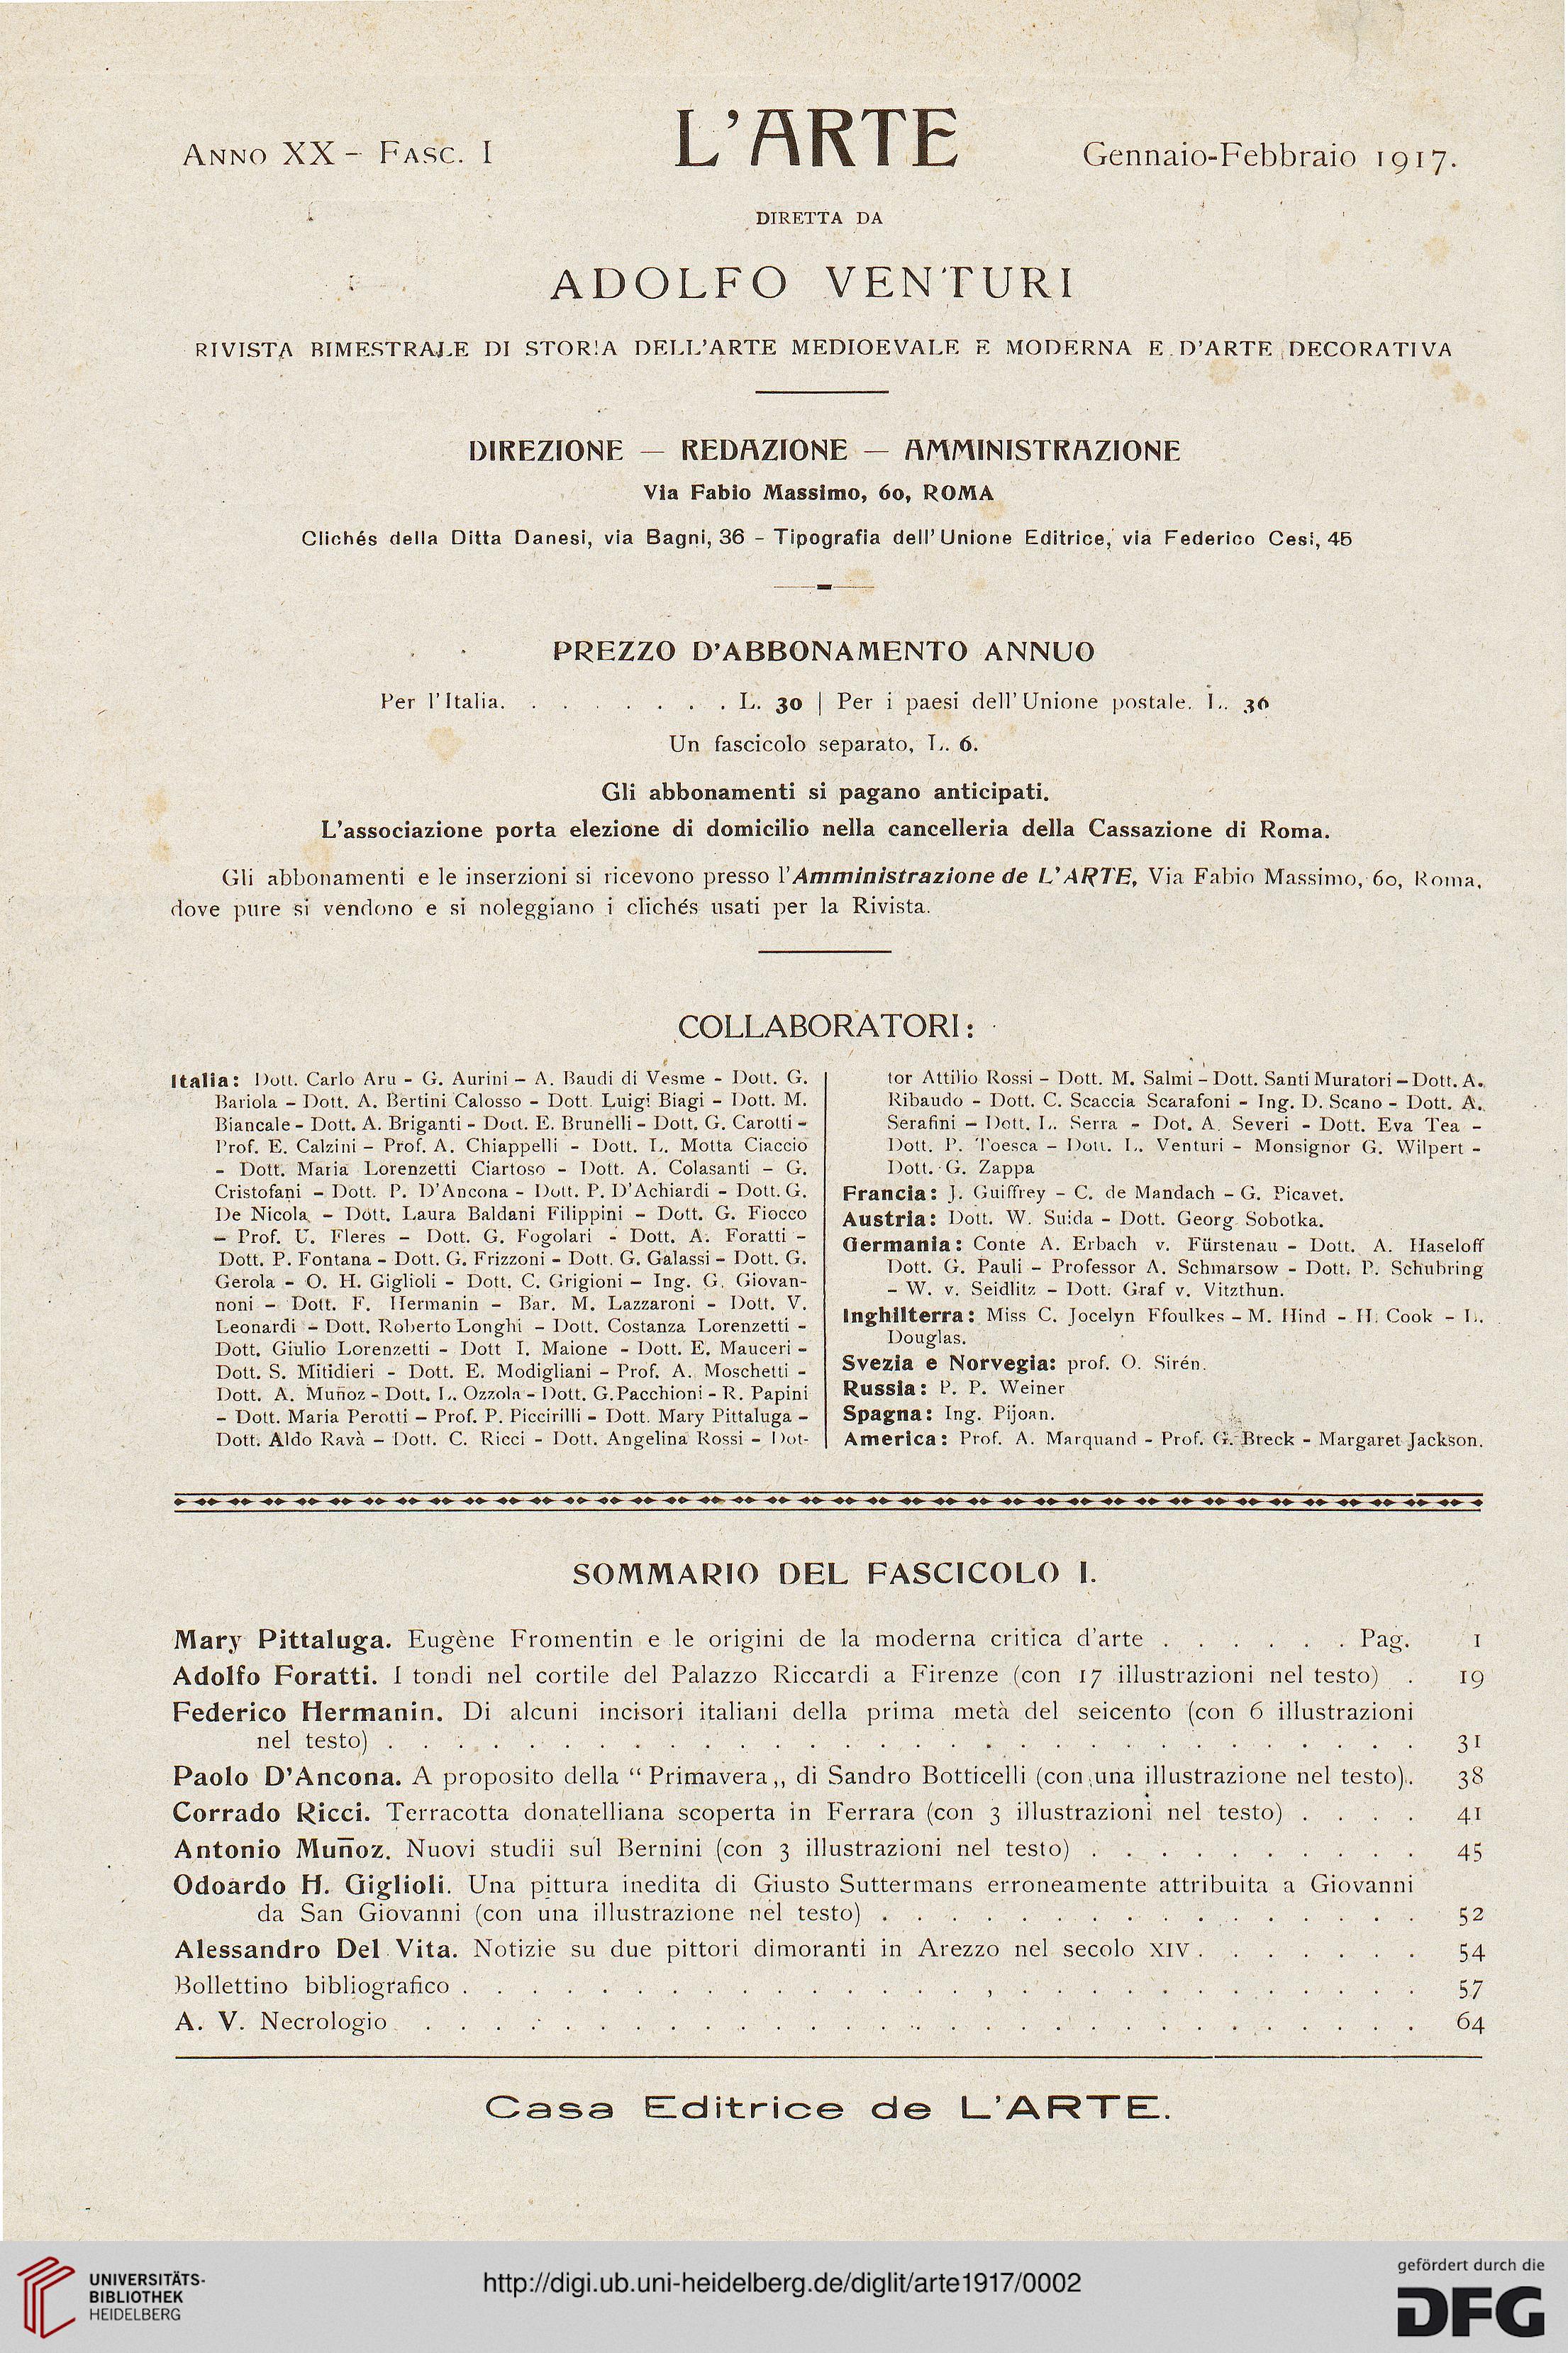 ANNO XX – FASC. I
L'ARTE
Gennaio-Febbraio 1917.
DIRETTA DA
ADOLFO VENTURI
RIVISTA BIMESTRALE DI STORIA DELL'ARTE MEDIOEVALE E MODERNA E D'ARTE DECORATIVA
DIREZIONE — REDAZIONE — AMMINISTRAZIONE
Via Fabio Massimo, 60, ROMA
Clichés della Ditta Danesi, via Bagni, 36 – Tipografia dell'Unione Editrice, via Federico Cesi, 45
PREZZO D'ABBONAMENTO ANNUO
Per l'Italia. . . . . . . . L. 30 | Per i paesi dell'Unione postale. L. 36
Un fascicolo separato, L. 6.
Gli abbonamenti si pagano anticipati.
L'associazione porta elezione di domicilio nella cancelleria della Cassazione di Roma.
Gli abbonamenti e le inserzioni si ricevono presso l'Amministrazione de L'ARTE, Via Fabio Massimo, 60, Roma,
dove pure si vendono e si noleggiano i clichés usati per la Rivista.
COLLABORATORI:
Italia: Dott. Carlo Aru - G. Aurini – A. Baudi di Vesme - Dott. G.
Bariola – Dott. A. Bertini Calosso - Dott. Luigi Biagi - Dott. M.
Biancale - Dott. A. Briganti - Dott. E. Brunelli - Dott. G. Carotti -
Prof. E. Calzini – Prof. A. Chiappelli - Dott. L. Motta Ciaccio
- Dott. Maria Lorenzetti Ciartoso - Dott. A. Colasanti – G.
Cristofani – Dott. P. D'Ancona - Dott. P. D'Achiardi - Dott. G.
De Nicola – Dott. Laura Baldani Filippini – Dott. G. Fiocco
– Prof. U. Fleres – Dott. G. Fogolari - Dott. A. Foratti -
Dott. P. Fontana - Dott. G. Frizzoni - Dott. G. Galassi – Dott. G.
Gerola - O. H. Giglioli - Dott. C. Grigioni — Ing. G. Giovan-
noni – Dott. F. Hermanin – Bar. M. Lazzaroni – Dott. V.
Leonardi – Dott. Roberto Longhi – Dott. Costanza Lorenzetti -
Dott. Giulio Lorenzetti - Dott I. Maione - Dott. E. Mauceri -
Dott. S. Mitidieri - Dott. E. Modigliani - Prof. A. Moschetti -
Dott. A. Muñoz - Dott. L. Ozzola - Dott. G. Pacchioni - R. Papini
– Dott. Maria Perotti – Prof. P. Piccirilli – Dott. Mary Pittaluga –
Dott. Aldo Ravà – Dott. C. Ricci - Dott. Angelina Rossi – Dot-
tor Attilio Rossi – Dott. M. Salmi – Dott. Santi Muratori – Dott. A.
Ribaudo - Dott. C. Scaccia Scarafoni - Ing. D. Scano - Dott. A.
Serafini – Dott. L. Serra - Dot. A. Severi - Dott. Eva Tea -
Dott. P. Toesca – Dott. L. Venturi - Monsignor G. Wilpert -
Dott. G. Zappa
Francia: J. Guiffrey - C. de Mandach – G. Picavet.
Austria: Dott. W. Suida - Dott. Georg Sobotka.
Germania: Conte A. Erbach v. Fürstenau - Dott. A. Haseloff
Dott. G. Pauli - Professor A. Schmarsow - Dott. P. Schubring
– W. v. Seidlitz - Dott. Graf v. Vitzthun.
Inghilterra: Miss C. Jocelyn Ffoulkes – M. Hind - H. Cook - L.
Douglas.
Svezia e Norvegia: prof. O. Sirén.
Russia: P. P. Weiner
Spagna: Ing. Pijoan.
America: Prof. A. Marquand - Prof. G. Breck - Margaret Jackson.
SOMMARIO DEL FASCICOLO I.
Mary Pittaluga. Eugène Fromentin e le origini de la moderna critica d'arte . . . . . . Pag. 1
Adolfo Foratti. I tondi nel cortile del Palazzo Riccardi a Firenze (con 17 illustrazioni nel testo) . 19
Federico Hermanin. Di alcuni incisori italiani della prima metà del seicento (con 6 illustrazioni
nel testo) . . . . . . . . . . 31
Paolo D'Ancona. A proposito della “Primavera„ di Sandro Botticelli (con una illustrazione nel testo). 38
Corrado Ricci. Terracotta donatelliana scoperta in Ferrara (con 3 illustrazioni nel testo) . . . . 41
Antonio Muñoz. Nuovi studii sul Bernini (con 3 illustrazioni nel testo) . . . . . . . . . . 45
Odoardo H. Giglioli. Una pittura inedita di Giusto Suttermans erroneamente attribuita a Giovanni
da San Giovanni (con una illustrazione nel testo) . . . . . . . . . . 52
Alessandro Del Vita. Notizie su due pittori dimoranti in Arezzo nel secolo XIV . . . . . . . 54
Bollettino bibliografico . . . . . . . . . . 57
A. V. Necrologio . . . . . . . . . . 64
Casa Editrice de L'ARTE.
UNIVERSITÄTS-
BIBLIOTHEK
HEIDELBERG
http://digi.ub.uni-heidelberg.de/diglit/arte1917/0002
gefördert durch die
DFG